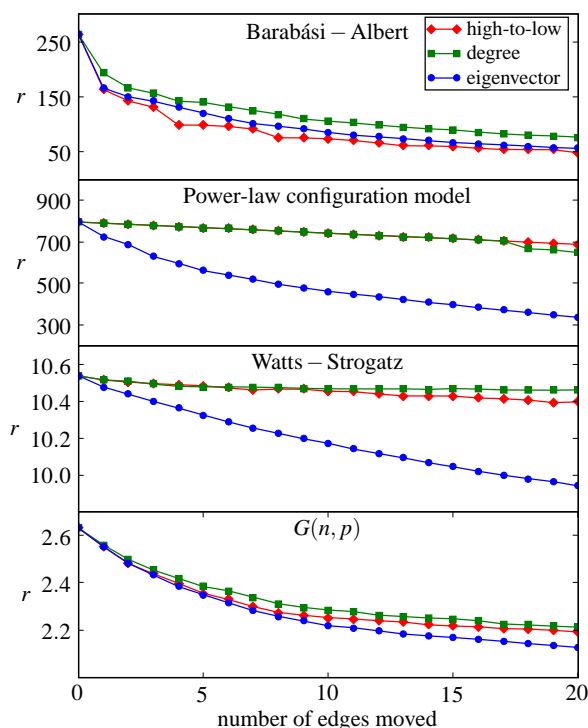 Barabási – Albert
high-to-low
degree
eigenvector
r
250
150
50
Power-law configuration model
r
900
700
500
300
Watts – Strogatz
r
10.6
10.4
10.2
10.0
G(n, p)
r
2.6
2.4
2.2
0 5 10 15 20
number of edges moved